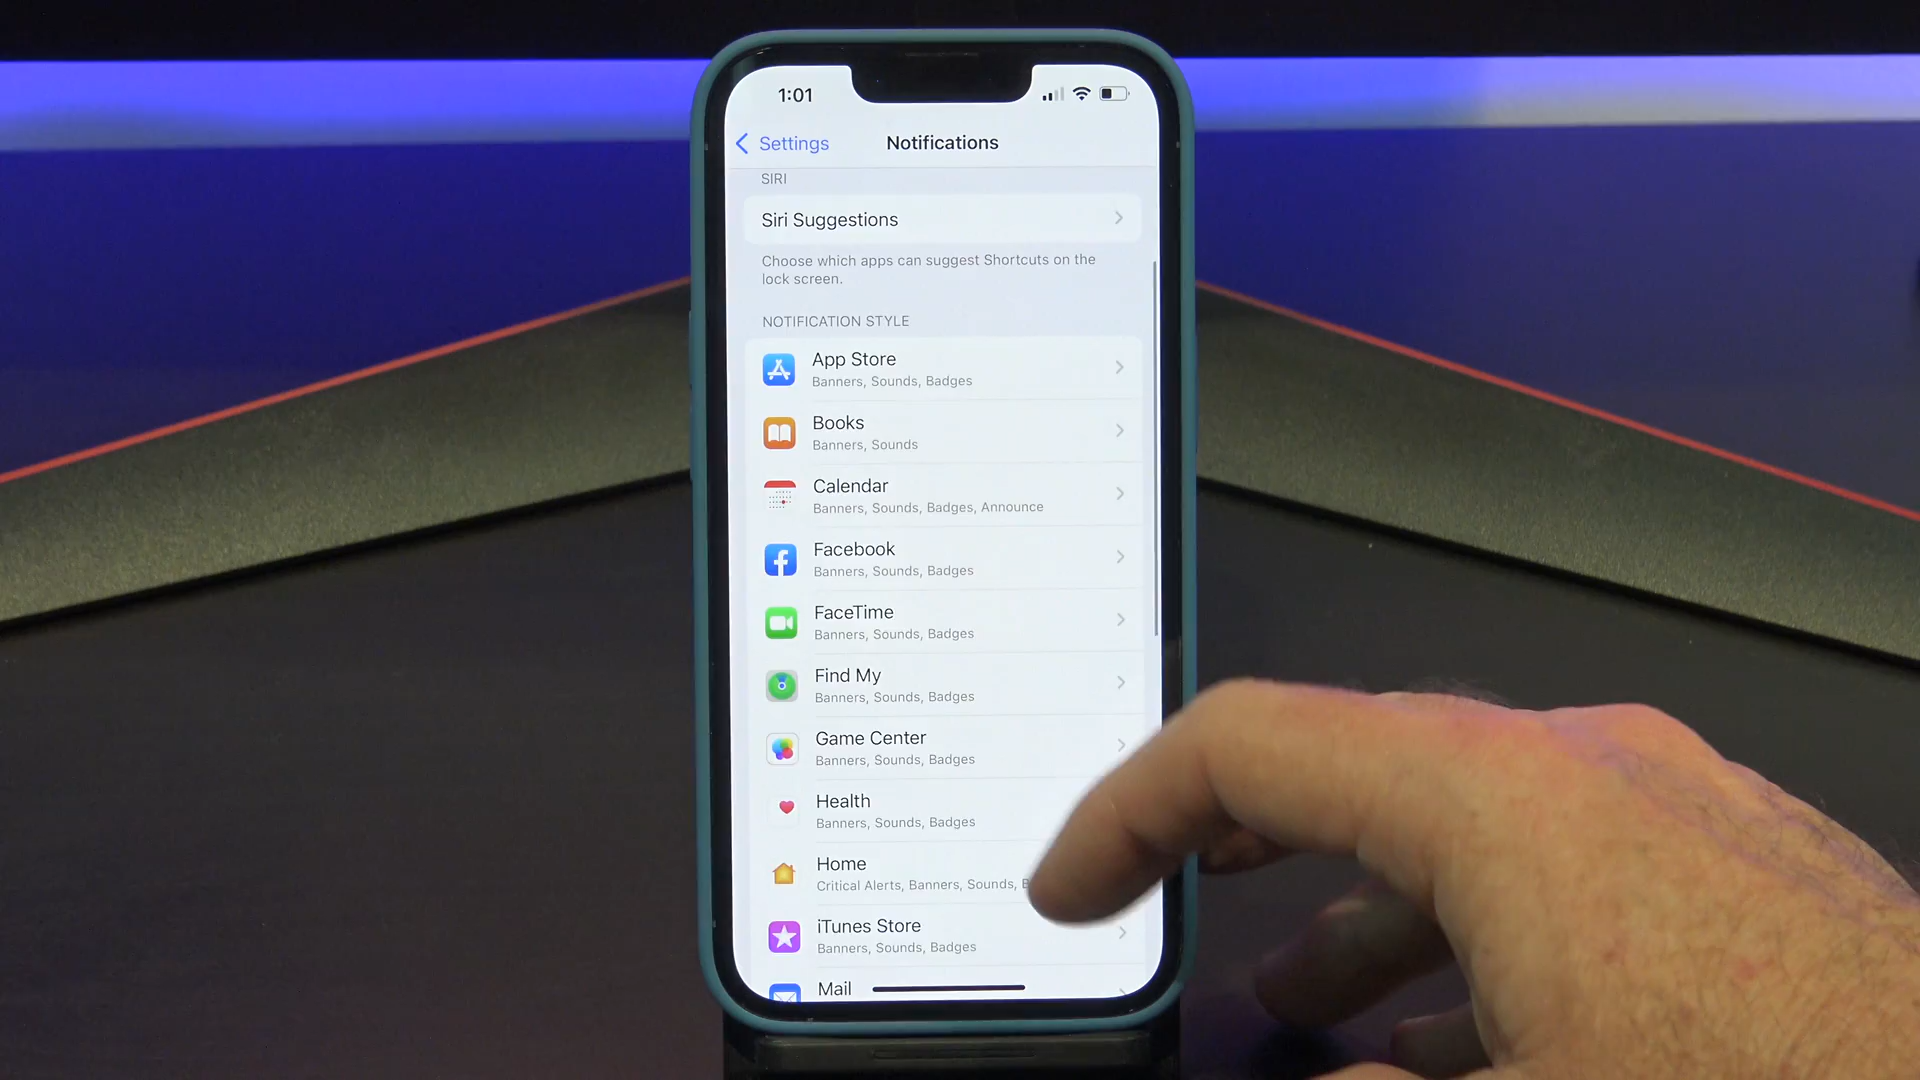 1:01
Settings
Notifications
SIRI
Siri Suggestions
Choose which apps can suggest Shortcuts on the
lock screen.
NOTIFICATION STYLE
App Store
Banners, Sounds, Badges
Books
Banners, Sounds
Calendar
Banners, Sounds, Badges, Announce
Facebook
Banners, Sounds, Badges
FaceTime
Banners, Sounds, Badges
Find My
Banners, Sounds, Badges
Game Center
Banners, Sounds, Badges
Health
Banners, Sounds, Badges
Home
Critical Alerts, Banners, Sounds,
iTunes Store
Banners, Sounds, Badges
Mail